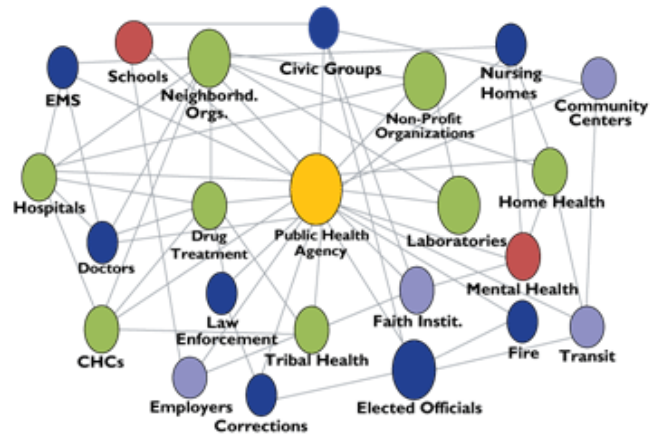 Schools
Civic Groups
Nursing
Homes
EMS
Neighborhd.
Orgs.
Non-Profit
Organizations
Community
Centers
Hospitals
Drug
Treatment
Public Health
Agency
Laboratories
Home Health
Doctors
Mental Health
Law
Enforcement
Faith Instit.
CHCs
Tribal Health
Fire
Transit
Employers
Corrections
Elected Officials